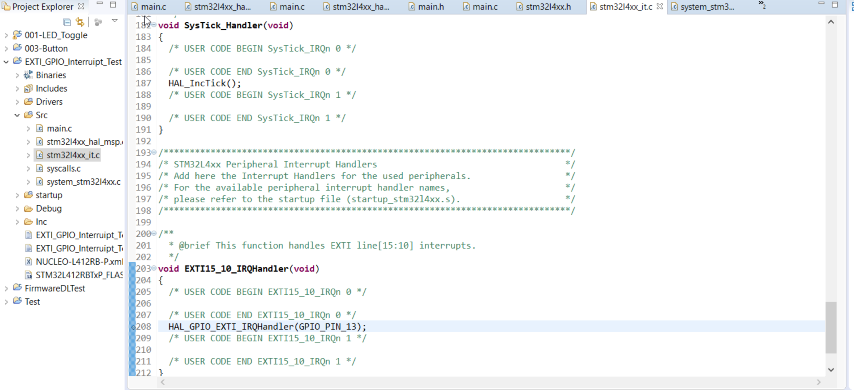 Project Explorer
main.c
stm32l4xx_ha...
main.c
stm32l4xx_ha...
main.h
main.c
stm32l4xx.h
stm32l4xx_it.c
system_stm3...
»2
001-LED_Toggle
003-Button
EXTI_GPIO_Interruipt_Test
Binaries
Includes
Drivers
Src
main.c
stm32l4xx_hal_msp.c
stm32l4xx_it.c
syscalls.c
system_stm32l4xx.c
startup
Debug
Inc
EXTI_GPIO_Interruipt_Te
EXTI_GPIO_Interruipt_Te
NUCLEO-L412RB-P.xml
STM32L412RBTxP_FLAS
FirmwareDLTest
Test
182 void SysTick_Handler(void)
183 {
184 /* USER CODE BEGIN SysTick_IRQn 0 */
185
186 /* USER CODE END SysTick_IRQn 0 */
187 HAL_IncTick();
188 /* USER CODE BEGIN SysTick_IRQn 1 */
189
190 /* USER CODE END SysTick_IRQn 1 */
191 }
192
193 /******************************************************************************/
194 /* STM32L4xx Peripheral Interrupt Handlers */
195 /* Add here the Interrupt Handlers for the used peripherals. */
196 /* For the available peripheral interrupt handler names, */
197 /* please refer to the startup file (startup_stm32l4xx.s). */
198 /******************************************************************************/
199
200 /**
201 * @brief This function handles EXTI line[15:10] interrupts.
202 */
203 void EXTI15_10_IRQHandler(void)
204 {
205 /* USER CODE BEGIN EXTI15_10_IRQn 0 */
206
207 /* USER CODE END EXTI15_10_IRQn 0 */
208 HAL_GPIO_EXTI_IRQHandler(GPIO_PIN_13);
209 /* USER CODE BEGIN EXTI15_10_IRQn 1 */
210
211 /* USER CODE END EXTI15_10_IRQn 1 */
212 }